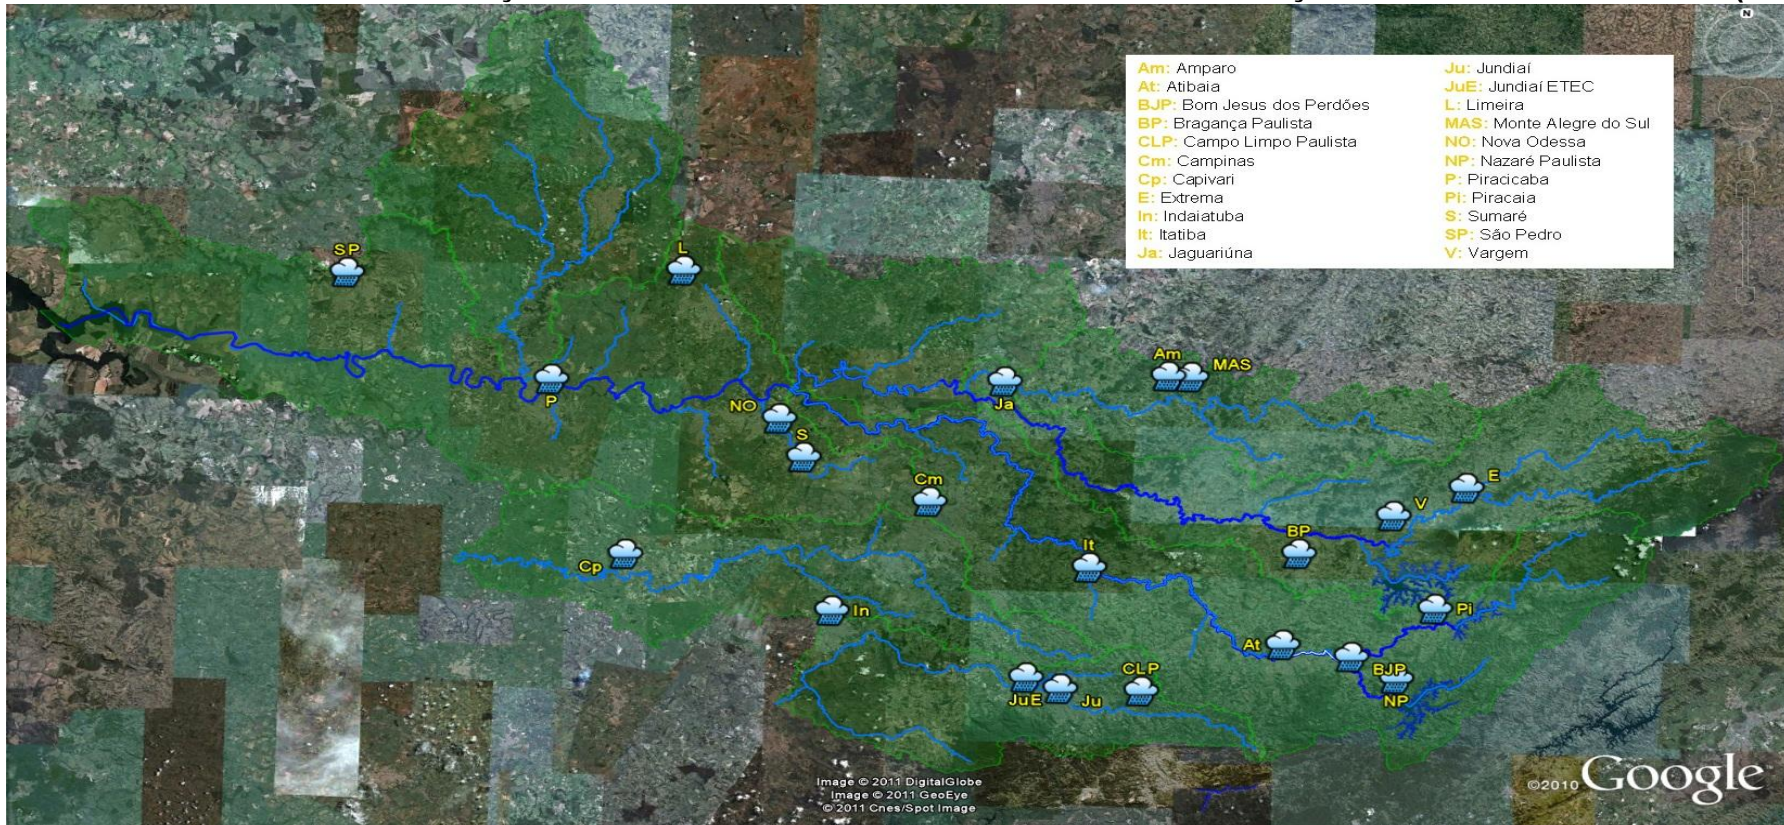 Am: Amparo
At: Atibaia
BJP: Bom Jesus dos Perdões
BP: Bragança Paulista
CLP: Campo Limpo Paulista
Cm: Campinas
Cp: Capivari
E: Extrema
In: Indaiatuba
It: Itatiba
Ja: Jaguariúna
Ju: Jundiaí
JuE: Jundiaí ETEC
L: Limeira
MAS: Monte Alegre do Sul
NO: Nova Odessa
NP: Nazaré Paulista
P: Piracicaba
Pi: Piracaia
S: Sumaré
SP: São Pedro
V: Vargem
N
SP
L
Am
MAS
P
NO
Ja
S
Cm
E
V
BP
It
Cp
In
Pi
At
BJP
CLP
JuE
Ju
NP
Image © 2011 DigitalGlobe
Image © 2011 GeoEye
© 2011 Cnes/Spot Image
©2010 Google